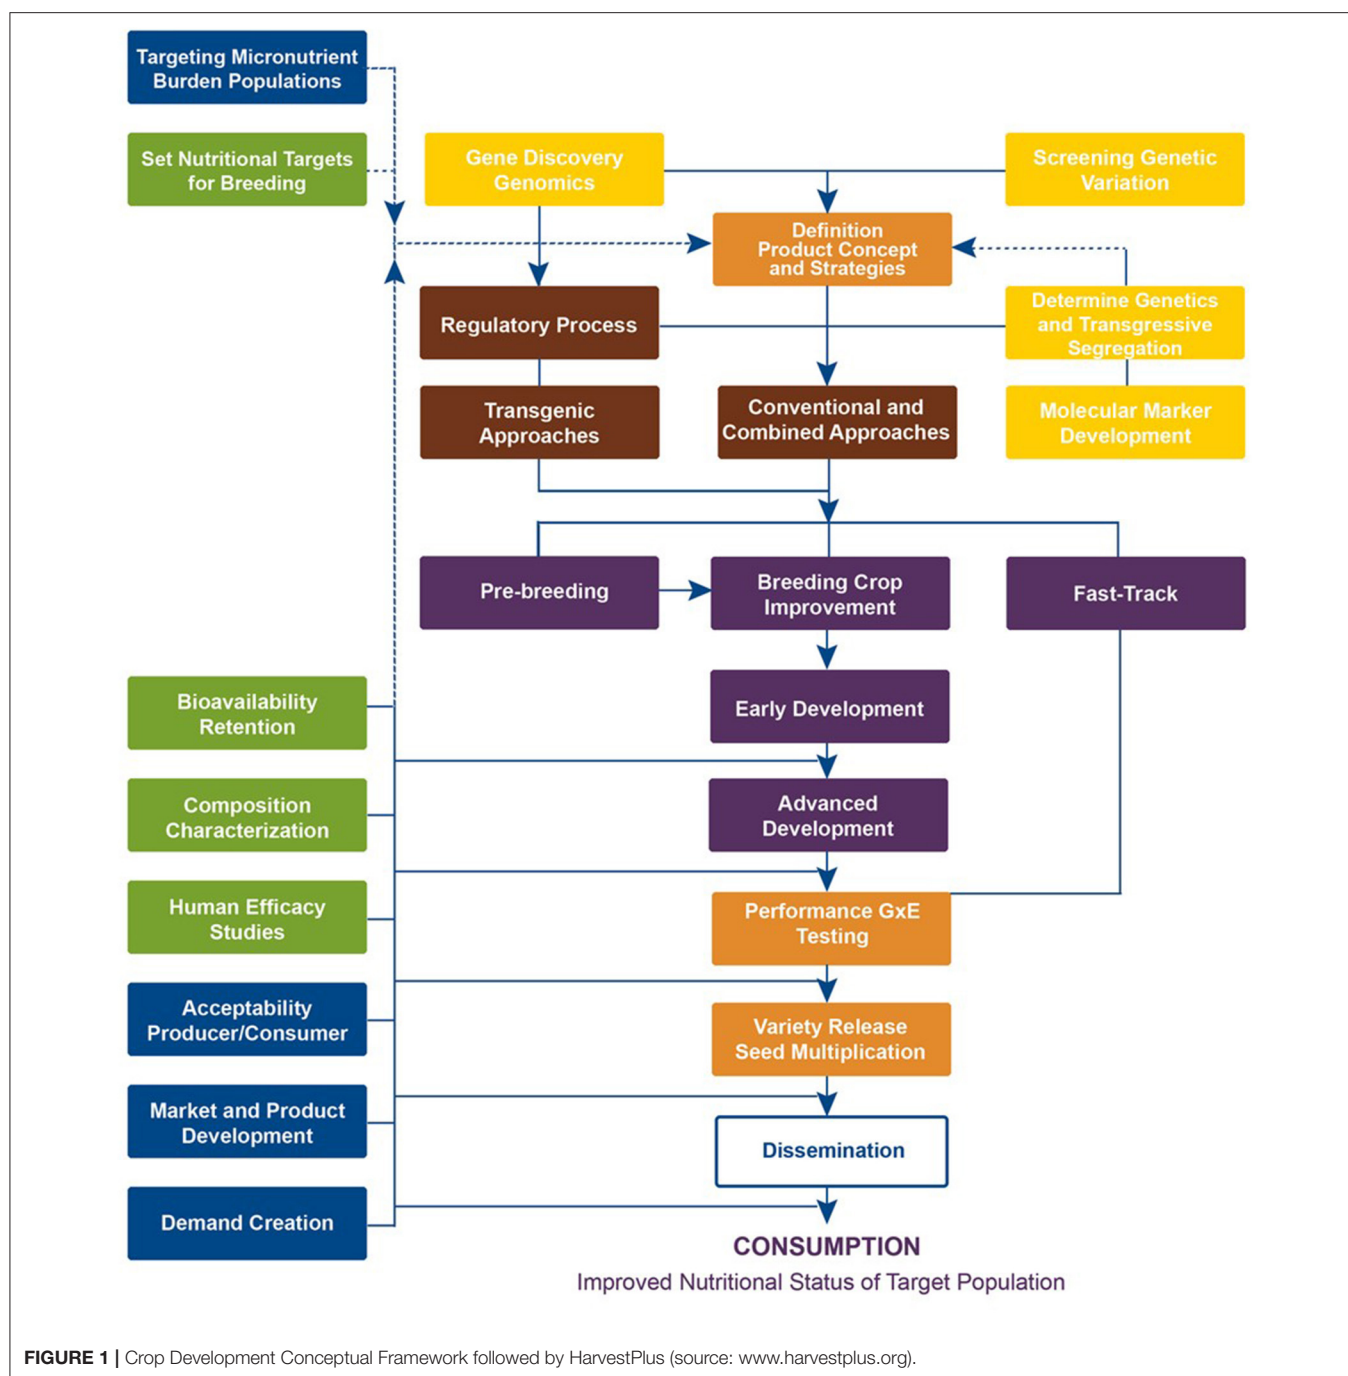 Targeting Micronutrient
Burden Populations
Set Nutritional Targets
for Breeding
Gene Discovery
Genomics
Screening Genetic
Variation
Definition
Product Concept
and Strategies
Regulatory Process
Determine Genetics
and Transgressive
Segregation
Transgenic
Approaches
Conventional and
Combined Approaches
Molecular Marker
Development
Pre-breeding
Breeding Crop
Improvement
Fast-Track
Early Development
Bioavailability
Retention
Advanced
Development
Composition
Characterization
Human Efficacy
Studies
Performance GxE
Testing
Acceptability
Producer/Consumer
Variety Release
Seed Multiplication
Market and Product
Development
Dissemination
Demand Creation
CONSUMPTION
Improved Nutritional Status of Target Population
FIGURE 1 | Crop Development Conceptual Framework followed by HarvestPlus (source: www.harvestplus.org).